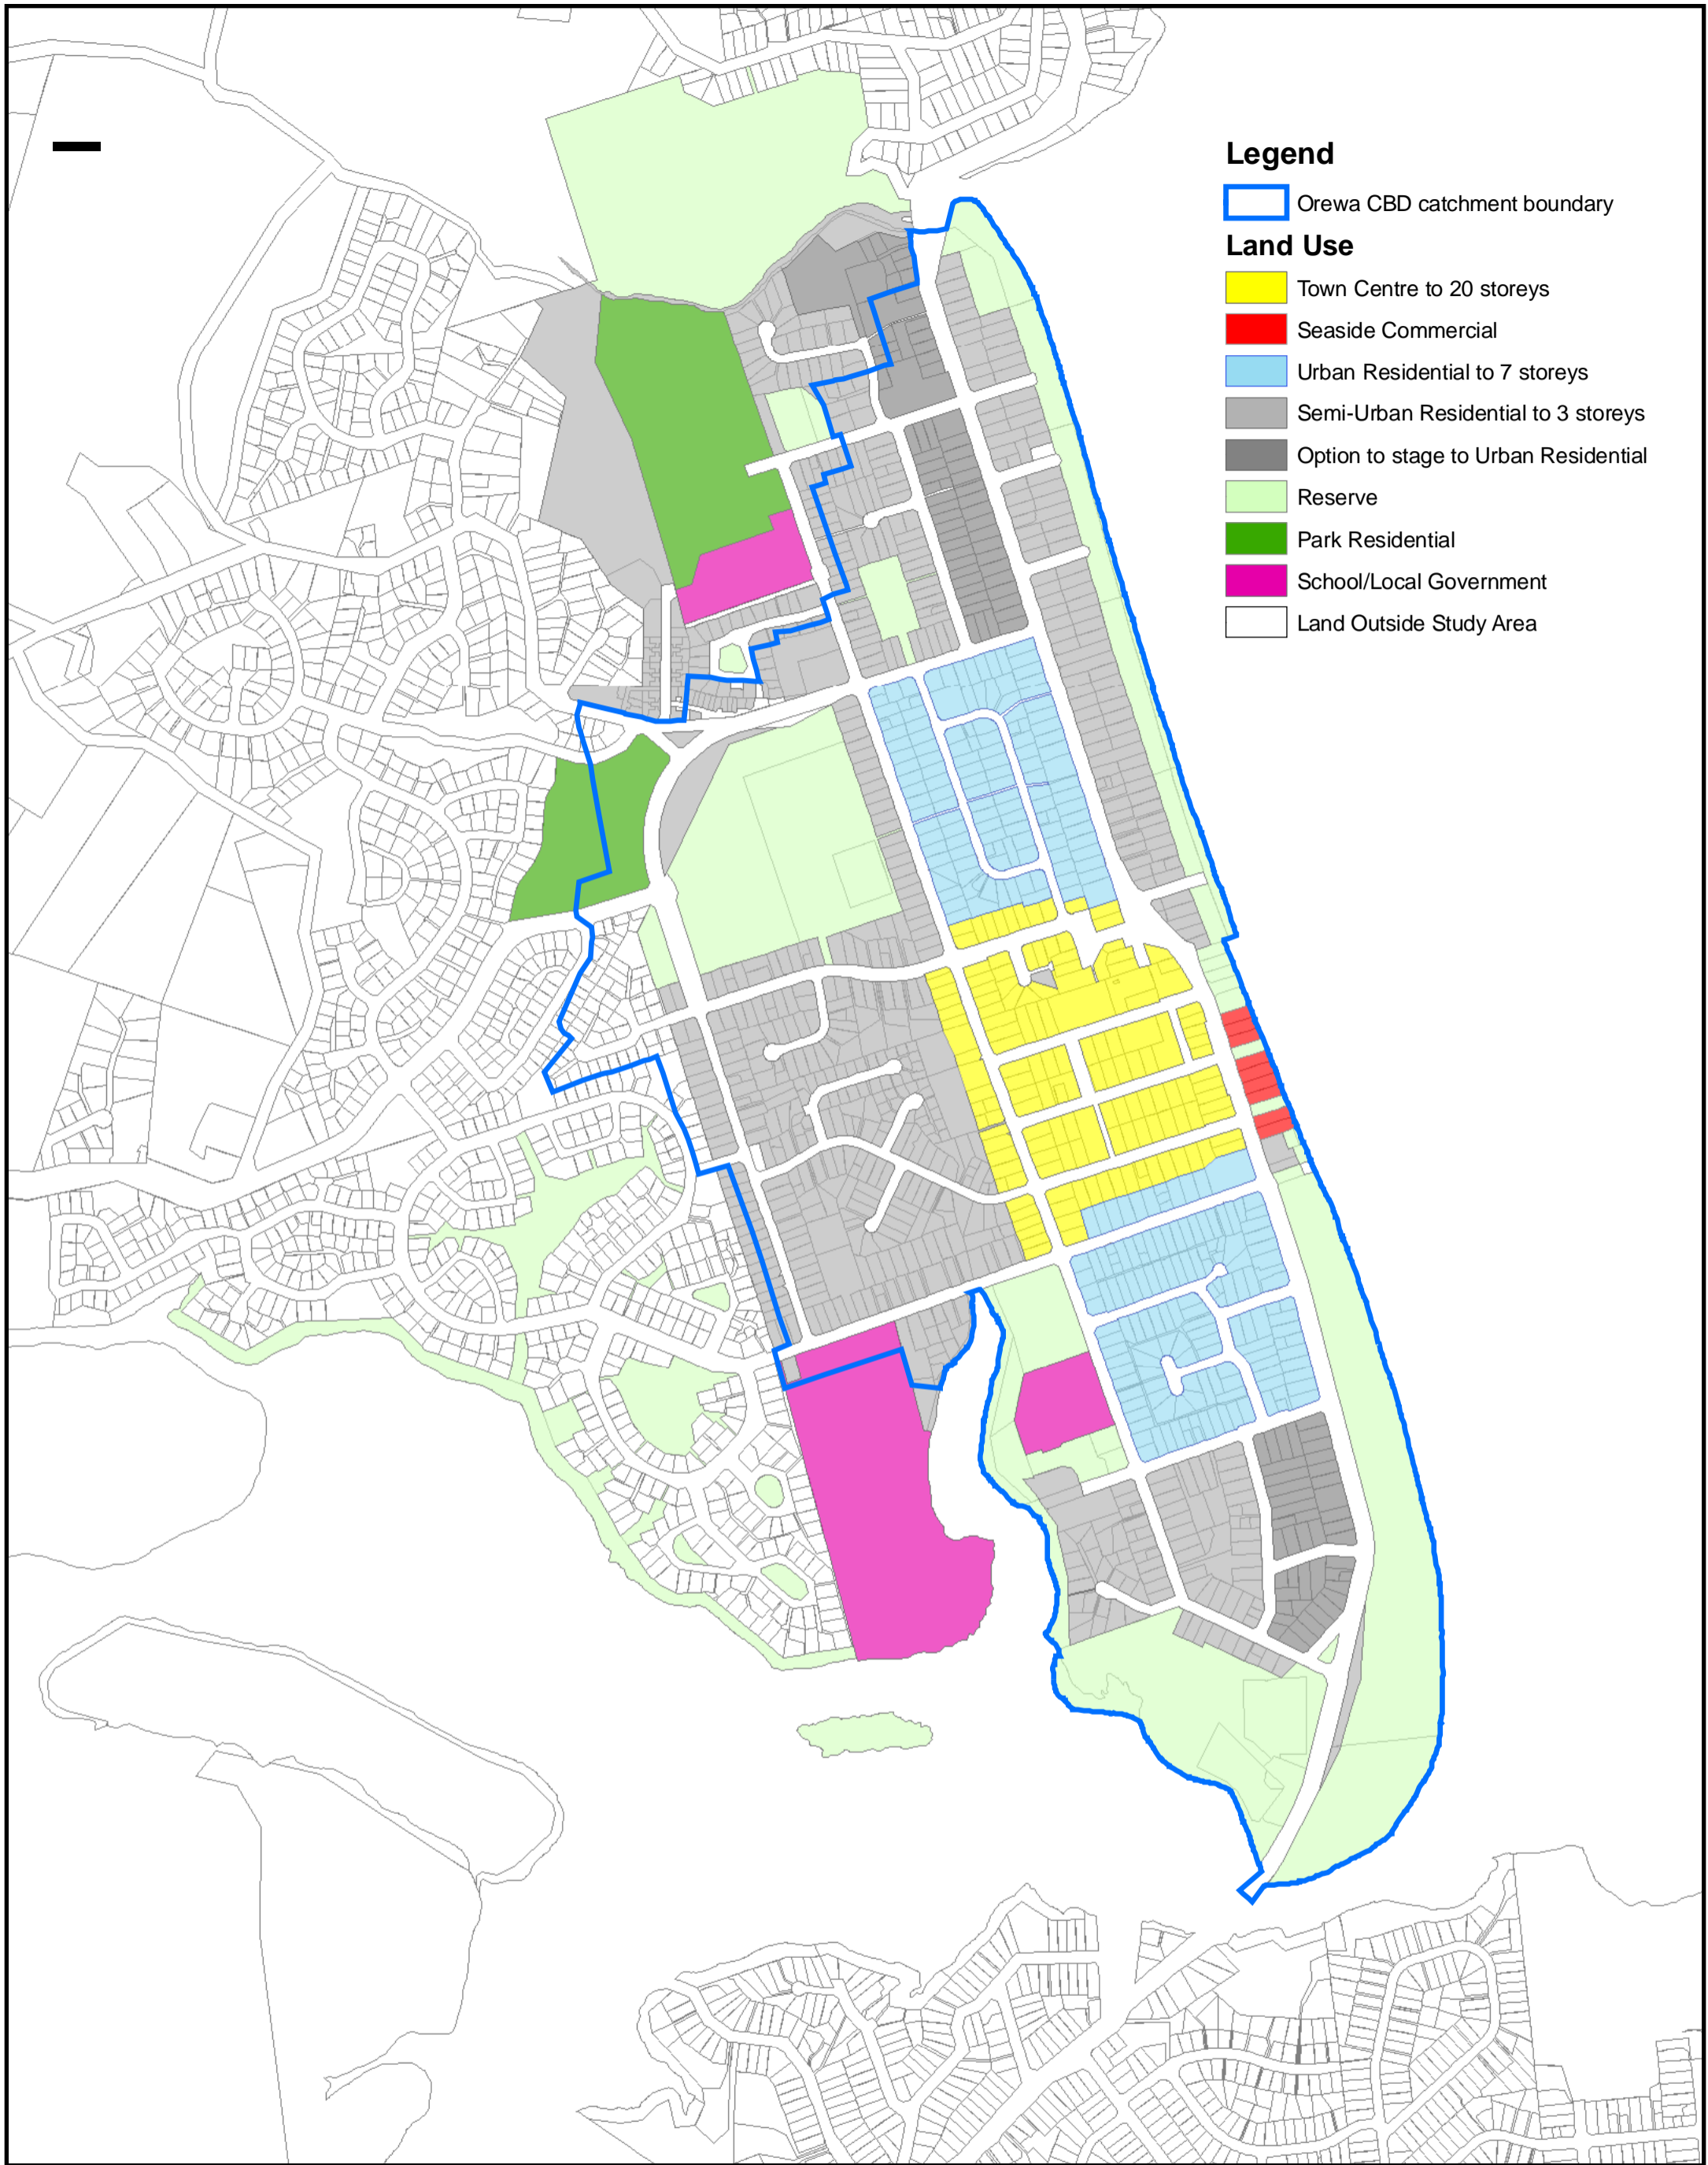 Legend
Orewa CBD catchment boundary
Land Use
Town Centre to 20 storeys
Seaside Commercial
Urban Residential to 7 storeys
Semi-Urban Residential to 3 storeys
Option to stage to Urban Residential
Reserve
Park Residential
School/Local Government
Land Outside Study Area